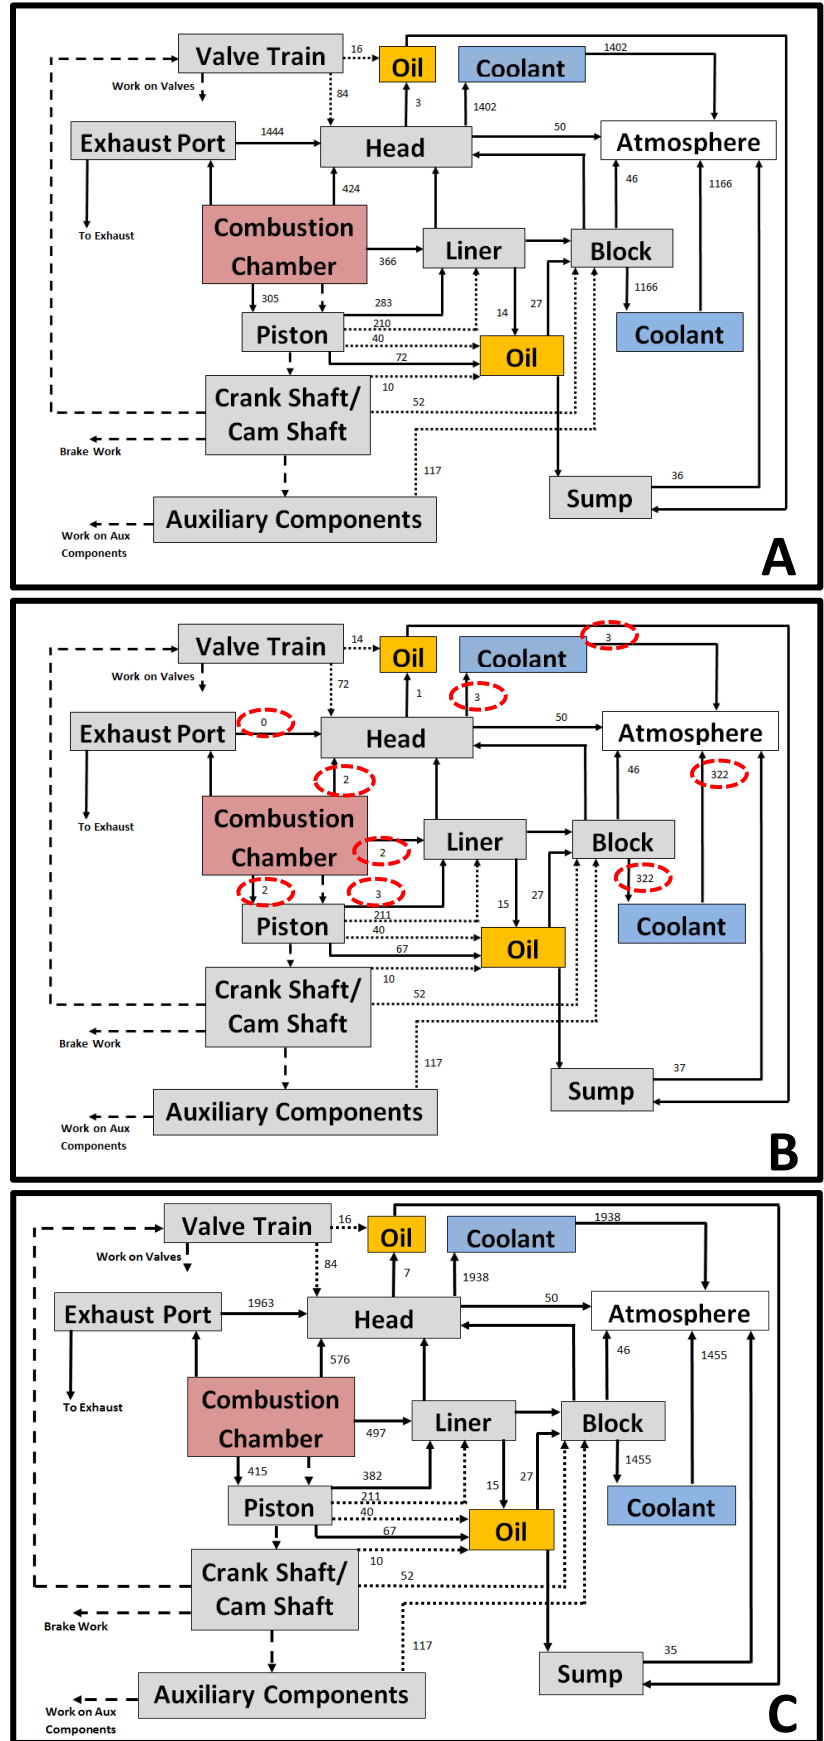 Valve Train
16
Oil
Coolant
1402
Work on Valves
84
3
1402
Exhaust Port
1444
Head
50
Atmosphere
424
46
1166
To Exhaust
Combustion
Chamber
366
Liner
Block
305
283
14
27
1166
Piston
210
40
72
Oil
Coolant
10
Crank Shaft/
Cam Shaft
52
Brake Work
117
36
Sump
Auxiliary Components
Work on Aux
Components
A
Valve Train
14
Oil
Coolant
3
Work on Valves
72
1
3
Exhaust Port
0
Head
50
Atmosphere
2
46
322
To Exhaust
Combustion
Chamber
2
Liner
Block
2
3
15
27
322
Piston
211
40
67
Oil
Coolant
10
Crank Shaft/
Cam Shaft
52
Brake Work
117
37
Sump
Auxiliary Components
Work on Aux
Components
B
Valve Train
16
Oil
Coolant
1938
Work on Valves
84
7
1938
Exhaust Port
1963
Head
50
Atmosphere
576
46
1455
To Exhaust
Combustion
Chamber
497
Liner
Block
415
382
15
27
1455
Piston
211
40
67
Oil
Coolant
10
Crank Shaft/
Cam Shaft
52
Brake Work
117
35
Sump
Auxiliary Components
Work on Aux
Components
C